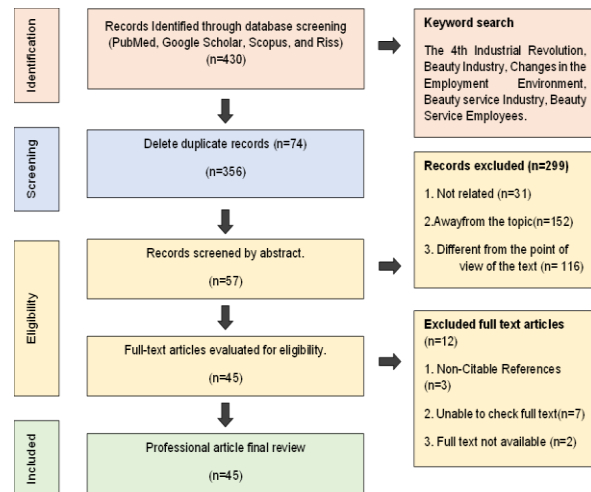 Identification
Records Identified through database screening
(PubMed, Google Scholar, Scopus, and Riss)
(n=430)
Keyword search
The 4th Industrial Revolution,
Beauty Industry, Changes in the
Employment Environment,
Beauty service Industry, Beauty
Service Employees.
Screening
Delete duplicate records (n=74)
(n=356)
Records excluded (n=299)
1. Not related (n=31)
2.Awayfrom the topic(n=152)
3. Different from the point of
view of the text (n= 116)
Eligibility
Records screened by abstract.
(n=57)
Full-text articles evaluated for eligibility.
(n=45)
Excluded full text articles
(n=12)
1. Non-Citable References
(n=3)
2. Unable to check full text(n=7)
3. Full text not available (n=2)
Included
Professional article final review
(n=45)